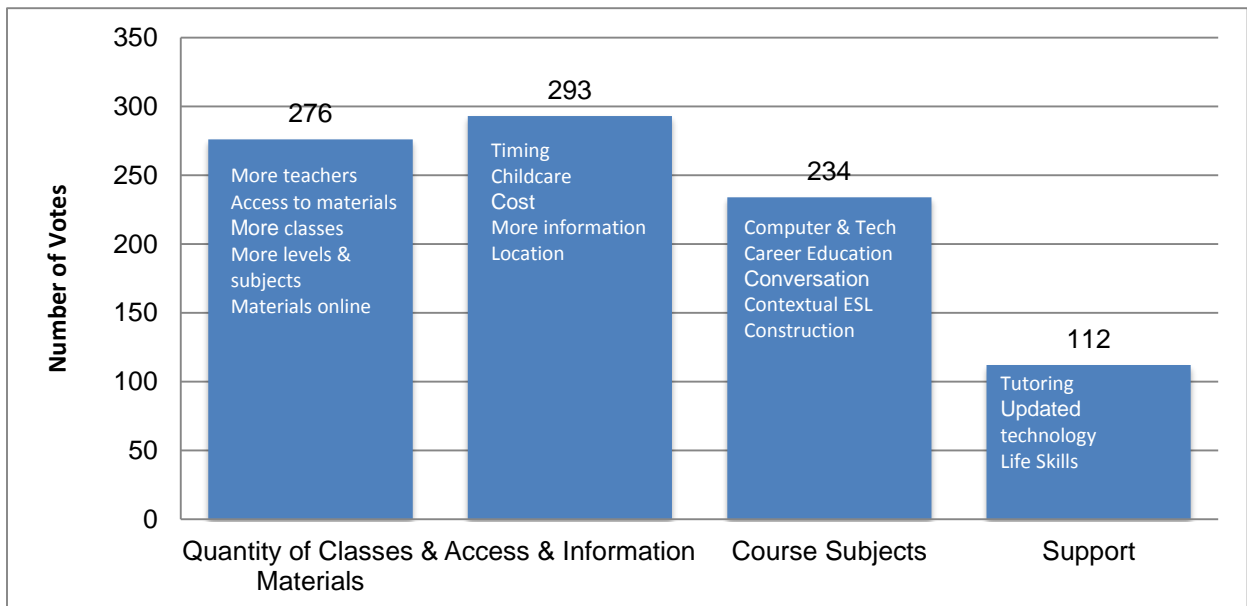 Number of Votes
350
300
250
200
150
100
50
0
276
More teachers
Access to materials
More classes
More levels &
subjects
Materials online
293
Timing
Childcare
Cost
More information
Location
234
Computer & Tech
Career Education
Conversation
Contextual ESL
Construction
112
Tutoring
Updated
technology
Life Skills
Quantity of Classes &
Materials
Access & Information
Course Subjects
Support